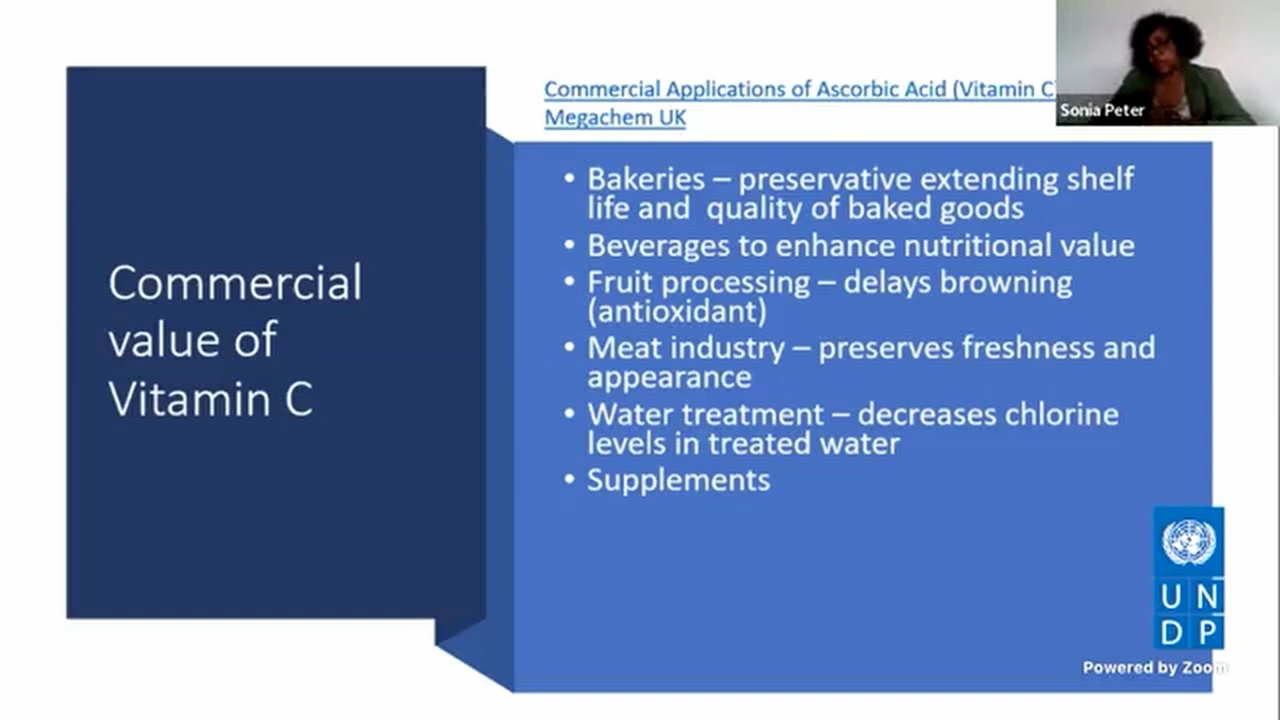 Commercial Applications of Ascorbic Acid (Vitamin C
Megachem UK
Sonia Peter
Commercial
value of
Vitamin C
• Bakeries – preservative extending shelf
life and  quality of baked goods
• Beverages to enhance nutritional value
• Fruit processing – delays browning
(antioxidant)
• Meat industry – preserves freshness and
appearance
• Water treatment – decreases chlorine
levels in treated water
• Supplements
U N
D P
Powered by Zoom